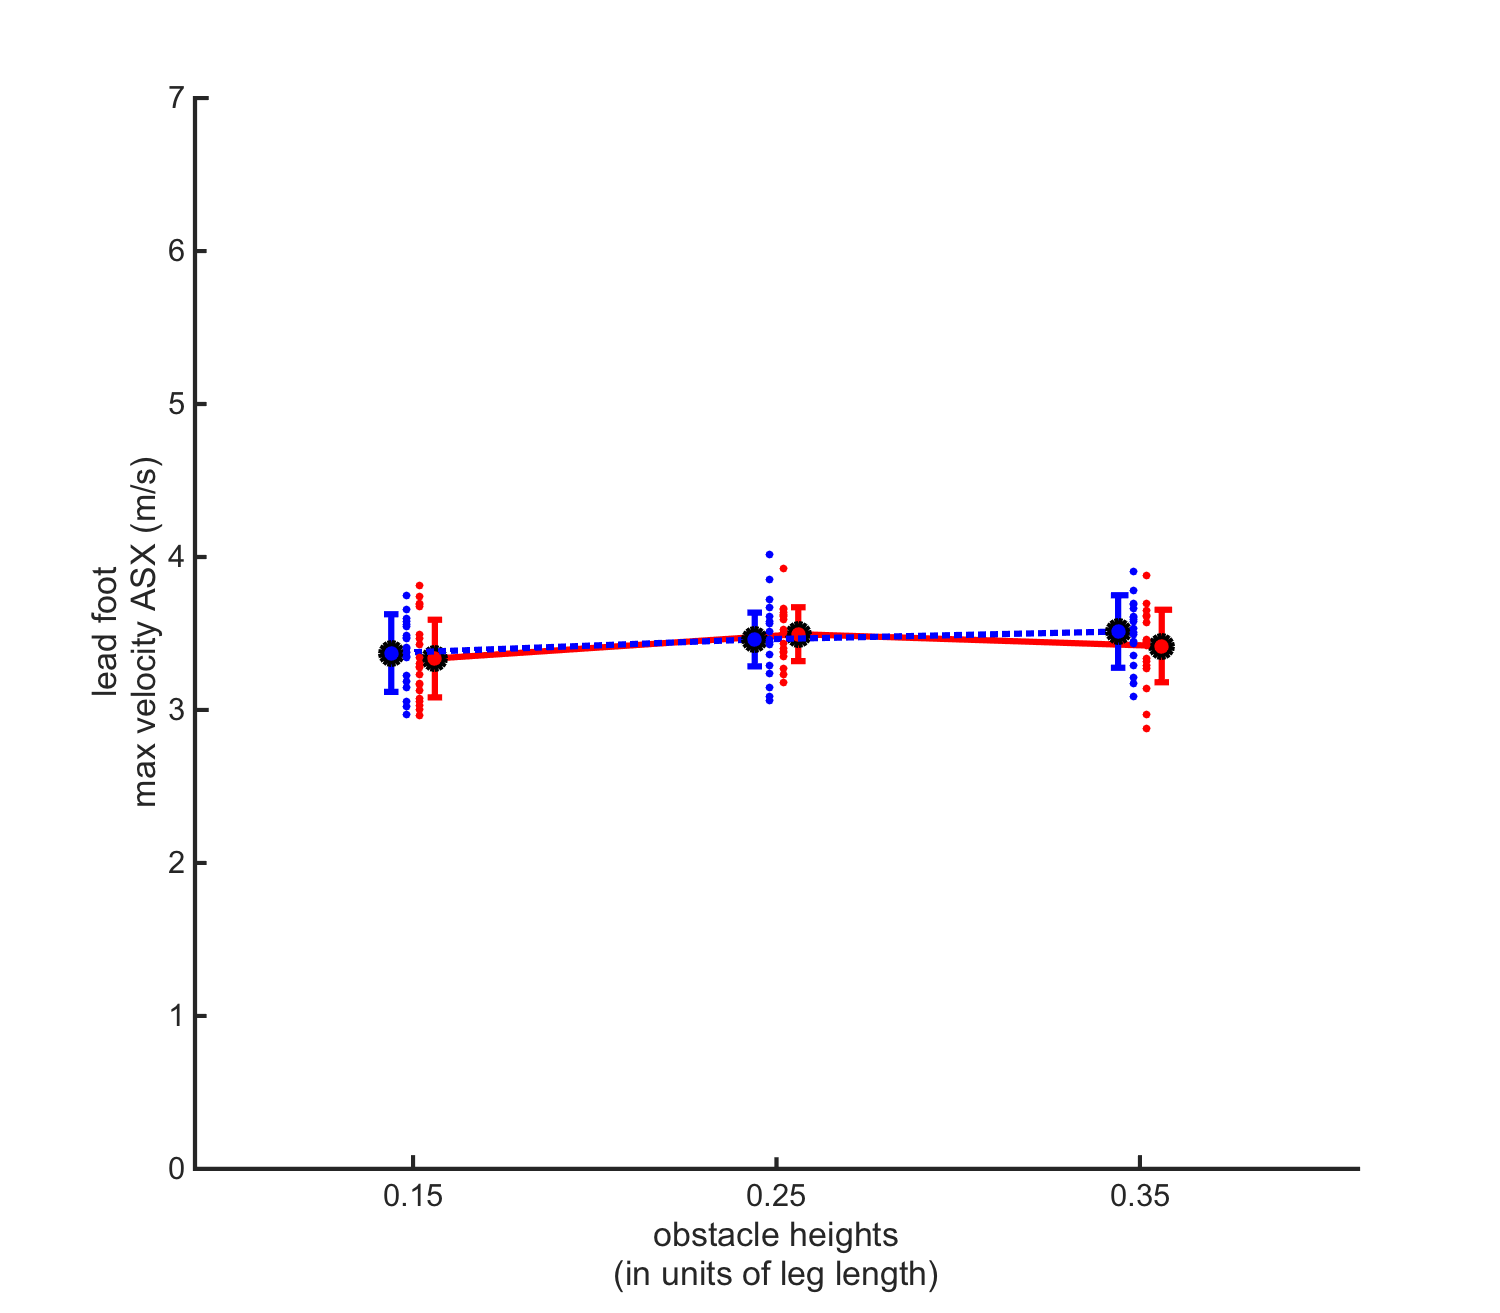 7
6
5
4
3
2
1
0
lead foot
max velocity ASX (m/s)
0.15 0.25 0.35
obstacle heights
(in units of leg length)